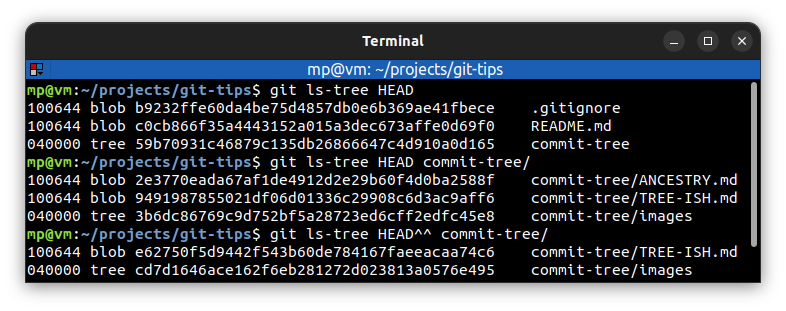 Terminal
mp@vm: ~/projects/git-tips
mp@vm:~/projects/git-tips$ git ls-tree HEAD
100644 blob b9232ffe60da4be75d4857db0e6b369ae41fbece    .gitignore
100644 blob c0cb866f35a4443152a015a3dec673affe0d69f0    README.md
040000 tree 59b70931c46879c135db26866647c4d910a0d165    commit-tree
mp@vm:~/projects/git-tips$ git ls-tree HEAD commit-tree/
100644 blob 2e3770eada67af1de4912d2e29b60f4d0ba2588f    commit-tree/ANCESTRY.md
100644 blob 9491987855021df06d01336c29908c6d3ac9aff6    commit-tree/TREE-ISH.md
040000 tree 3b6dc86769c9d752bf5a28723ed6cff2edfc45e8    commit-tree/images
mp@vm:~/projects/git-tips$ git ls-tree HEAD^^ commit-tree/
100644 blob e62750f5d9442f543b60de784167faeeacaa74c6    commit-tree/TREE-ISH.md
040000 tree cd7d1646ace162f6eb281272d023813a0576e495    commit-tree/images